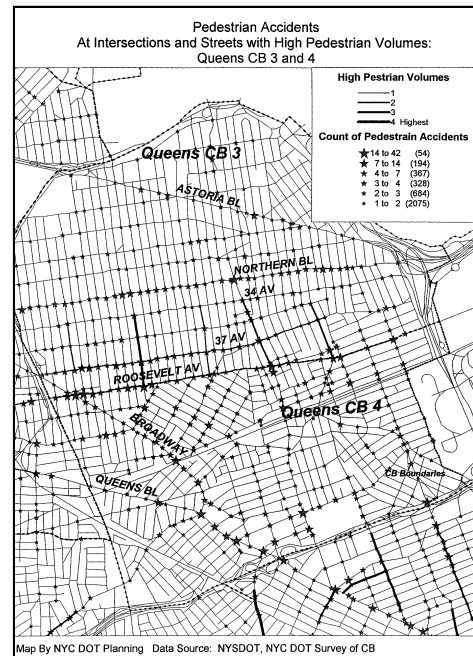 Pedestrian Accidents
At Intersections and Streets with High Pedestrian Volumes:
Queens CB 3 and 4
High Pestrian Volumes
1
2
3
4 Highest
Count of Pedestrain Accidents
14 to 42 (54)
7 to 14 (194)
4 to 7 (367)
3 to 4 (328)
2 to 3 (684)
1 to 2 (2075)
Queens CB 3
ASTORIA BL
NORTHERN BL
34 AV
37 AV
ROOSEVELT AV
Queens CB 4
BROADWAY
CB Boundaries
QUEENS BL
Map By NYC DOT Planning Data Source: NYSDOT, NYC DOT Survey of CB